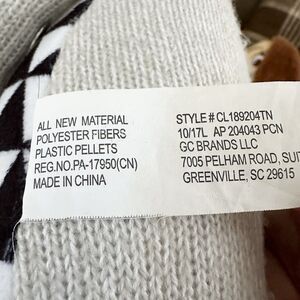 ALL NEW MATERIAL
POLYESTER FIBERS
PLASTIC PELLETS
REG.NO.PA-17950(CN)
MADE IN CHINA
STYLE # CL189204TN
10/17L AP 204043 PCN
GC BRANDS LLC
7005 PELHAM ROAD,
GREENVILLE, SC 29615